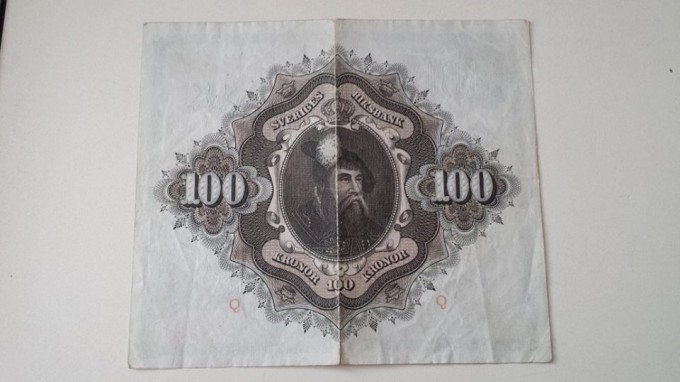 SVERIGES RIKSBANK
100 100
KRONOR 100 KRONOR
Q Q